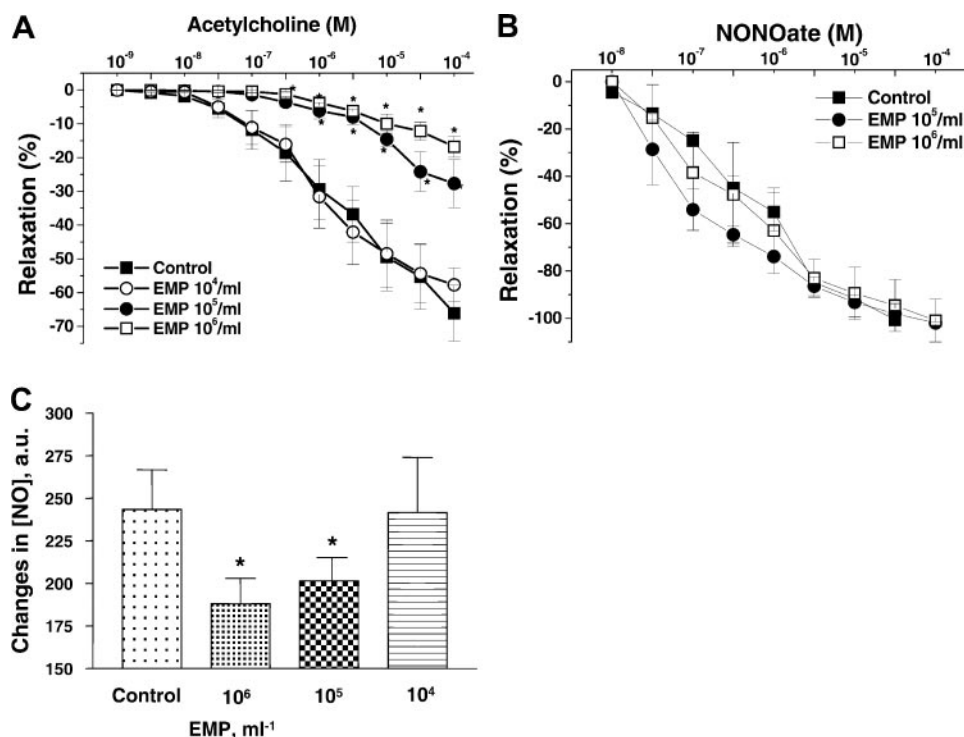 A
Acetylcholine (M)
10⁻⁹ 10⁻⁸ 10⁻⁷ 10⁻⁶ 10⁻⁵ 10⁻⁴
0
-10
-20
-30
-40
-50
-60
-70
Relaxation (%)
Control
EMP 10⁴/ml
EMP 10⁵/ml
EMP 10⁶/ml
* * * * * *
* * * * * *
B
NONOate (M)
10⁻⁸ 10⁻⁷ 10⁻⁶ 10⁻⁵ 10⁻⁴
0
-20
-40
-60
-80
-100
Relaxation (%)
Control
EMP 10⁵/ml
EMP 10⁶/ml
C
300
275
250
225
200
175
150
Changes in [NO], a.u.
* *
Control 10⁶ 10⁵ 10⁴
EMP, ml⁻¹